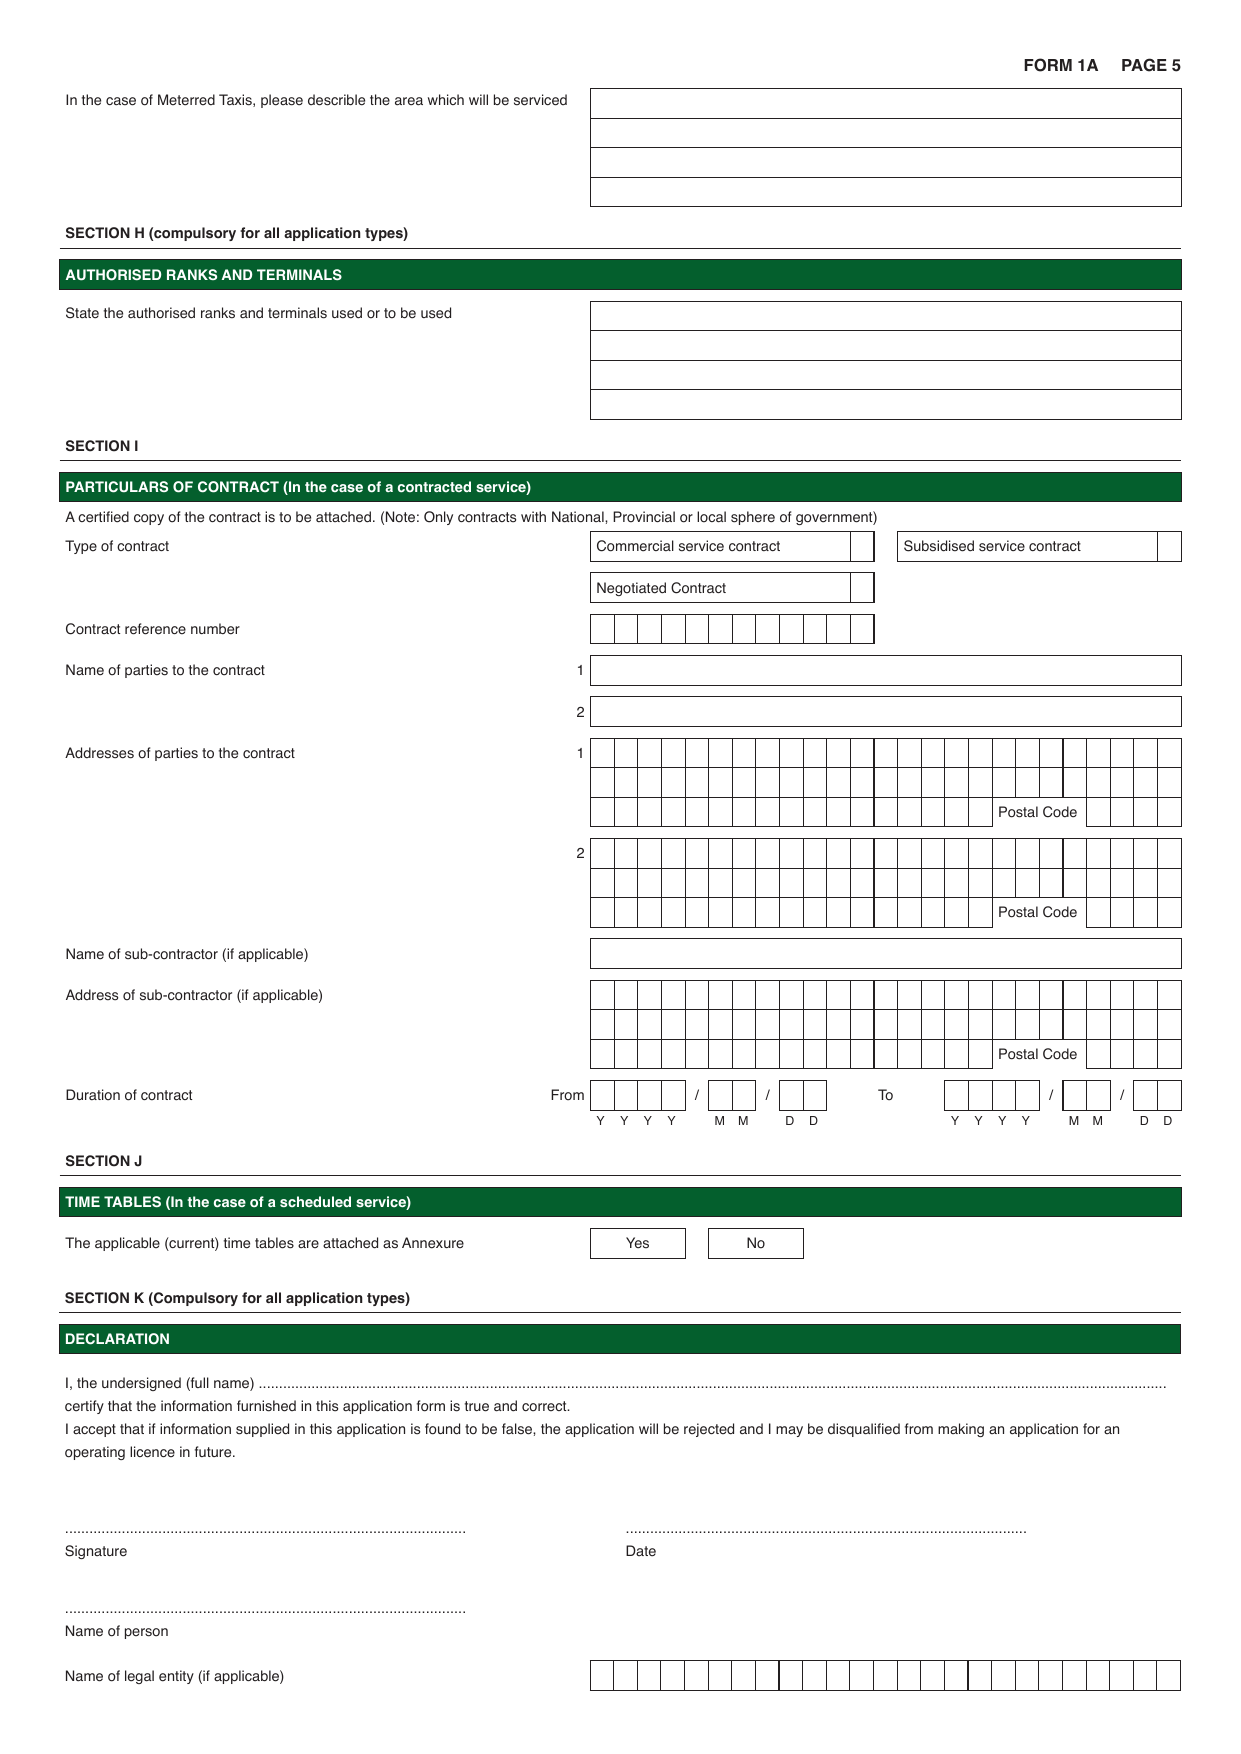 FORM 1A PAGE 5
In the case of Meterred Taxis, please describle the area which will be serviced
SECTION H (compulsory for all application types)
AUTHORISED RANKS AND TERMINALS
State the authorised ranks and terminals used or to be used
SECTION I
PARTICULARS OF CONTRACT (In the case of a contracted service)
A certified copy of the contract is to be attached. (Note: Only contracts with National, Provincial or local sphere of government)
Type of contract Commercial service contract Subsidised service contract
Negotiated Contract
Contract reference number
Name of parties to the contract 1
2
Addresses of parties to the contract 1
Postal Code
2
Postal Code
Name of sub-contractor (if applicable)
Address of sub-contractor (if applicable)
Postal Code
Duration of contract From / / To / /
Y Y Y Y M M D D Y Y Y Y M M D D
SECTION J
TIME TABLES (In the case of a scheduled service)
The applicable (current) time tables are attached as Annexure Yes No
SECTION K (Compulsory for all application types)
DECLARATION
I, the undersigned (full name) ................................................................................
certify that the information furnished in this application form is true and correct.
I accept that if information supplied in this application is found to be false, the application will be rejected and I may be disqualified from making an application for an
operating licence in future.
Signature Date
Name of person
Name of legal entity (if applicable)